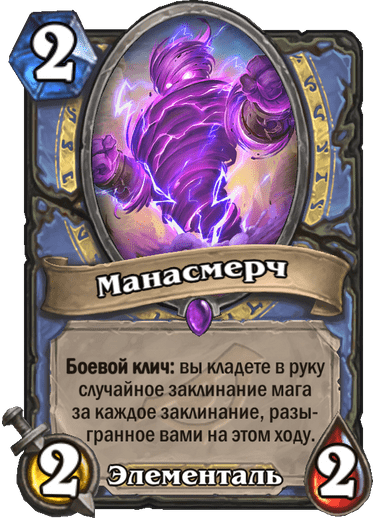 2
Манасмерч
Боевой клич: вы кладете в руку
случайное заклинание мага
за каждое заклинание, разы-
гранное вами на этом ходу.
2
Элементаль
2